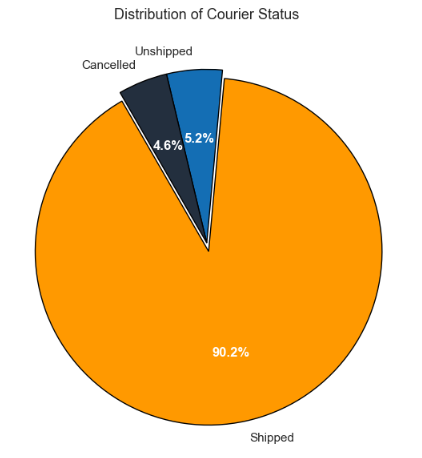 Distribution of Courier Status
Unshipped
Cancelled
5.2%
4.6%
90.2%
Shipped